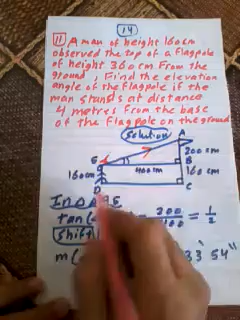 14
11 A man of height 160 cm
observed the top of a flagpole
of height 360 cm From the
ground, Find the elevation
angle of the flagpole if the
man stands at distance
4 metres From the base
of the flagpole on the ground
Solution
A
200 cm
E
B
160 cm
400 cm
160 cm
D
C
In
tan( = 200/400 = 1/2
Shift
m( 33 54